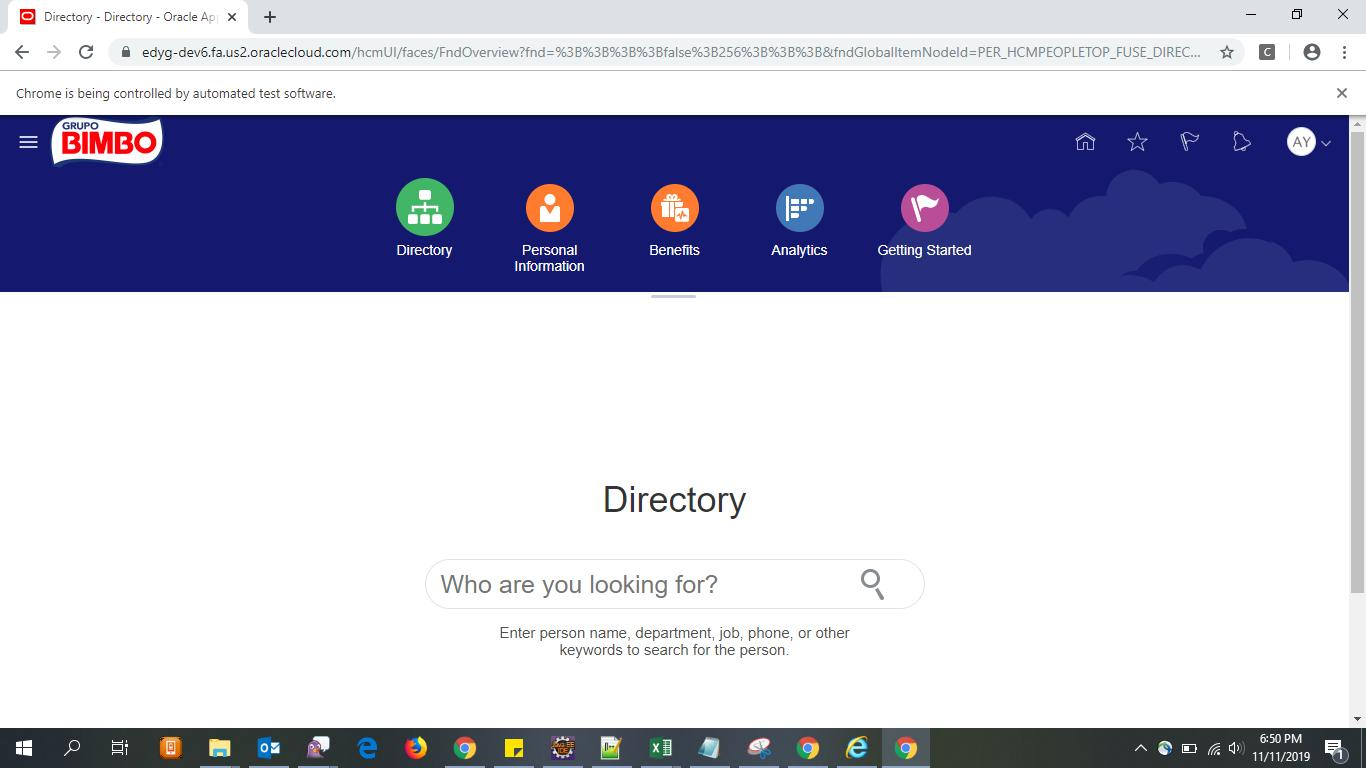 Directory - Directory - Oracle Ap
edyg-dev6.fa.us2.oraclecloud.com/hcmUI/faces/FndOverview?fnd=%3B%3B%3B%3Bfalse%3B256%3B%3B%3B&fndGlobalItemNodeId=PER_HCMPEOPLETOP_FUSE_DIREC...
C
Chrome is being controlled by automated test software.
GRUPO
BIMBO
AY
Directory
Personal
Information
Benefits
Analytics
Getting Started
Directory
Who are you looking for?
Enter person name, department, job, phone, or other
keywords to search for the person.
6:50 PM
11/11/2019
1